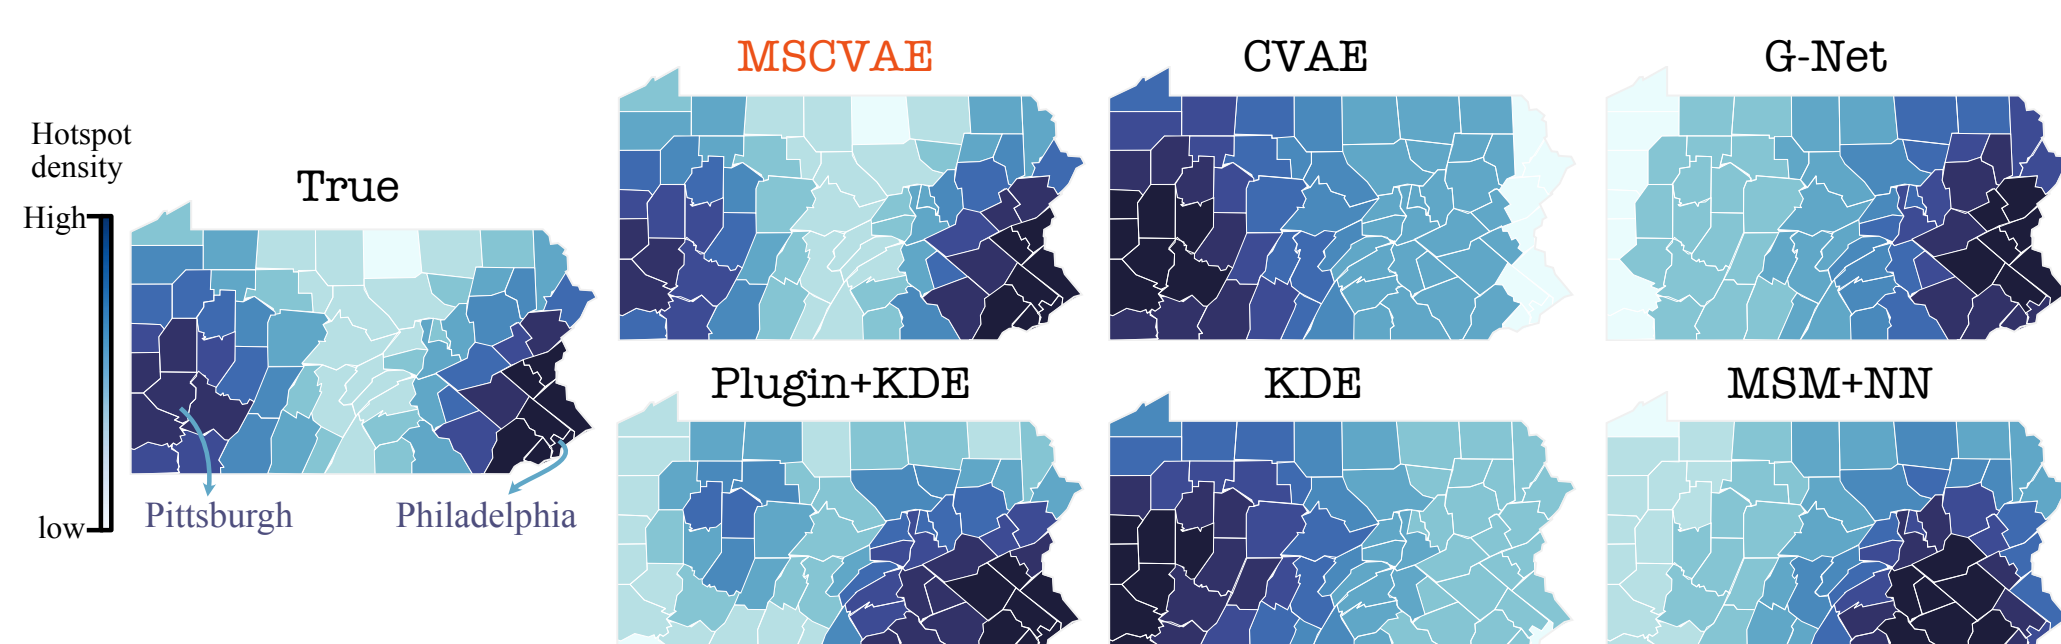 MSCVAE
CVAE
G-Net
Hotspot
density
True
High
low
Pittsburgh
Philadelphia
Plugin+KDE
KDE
MSM+NN